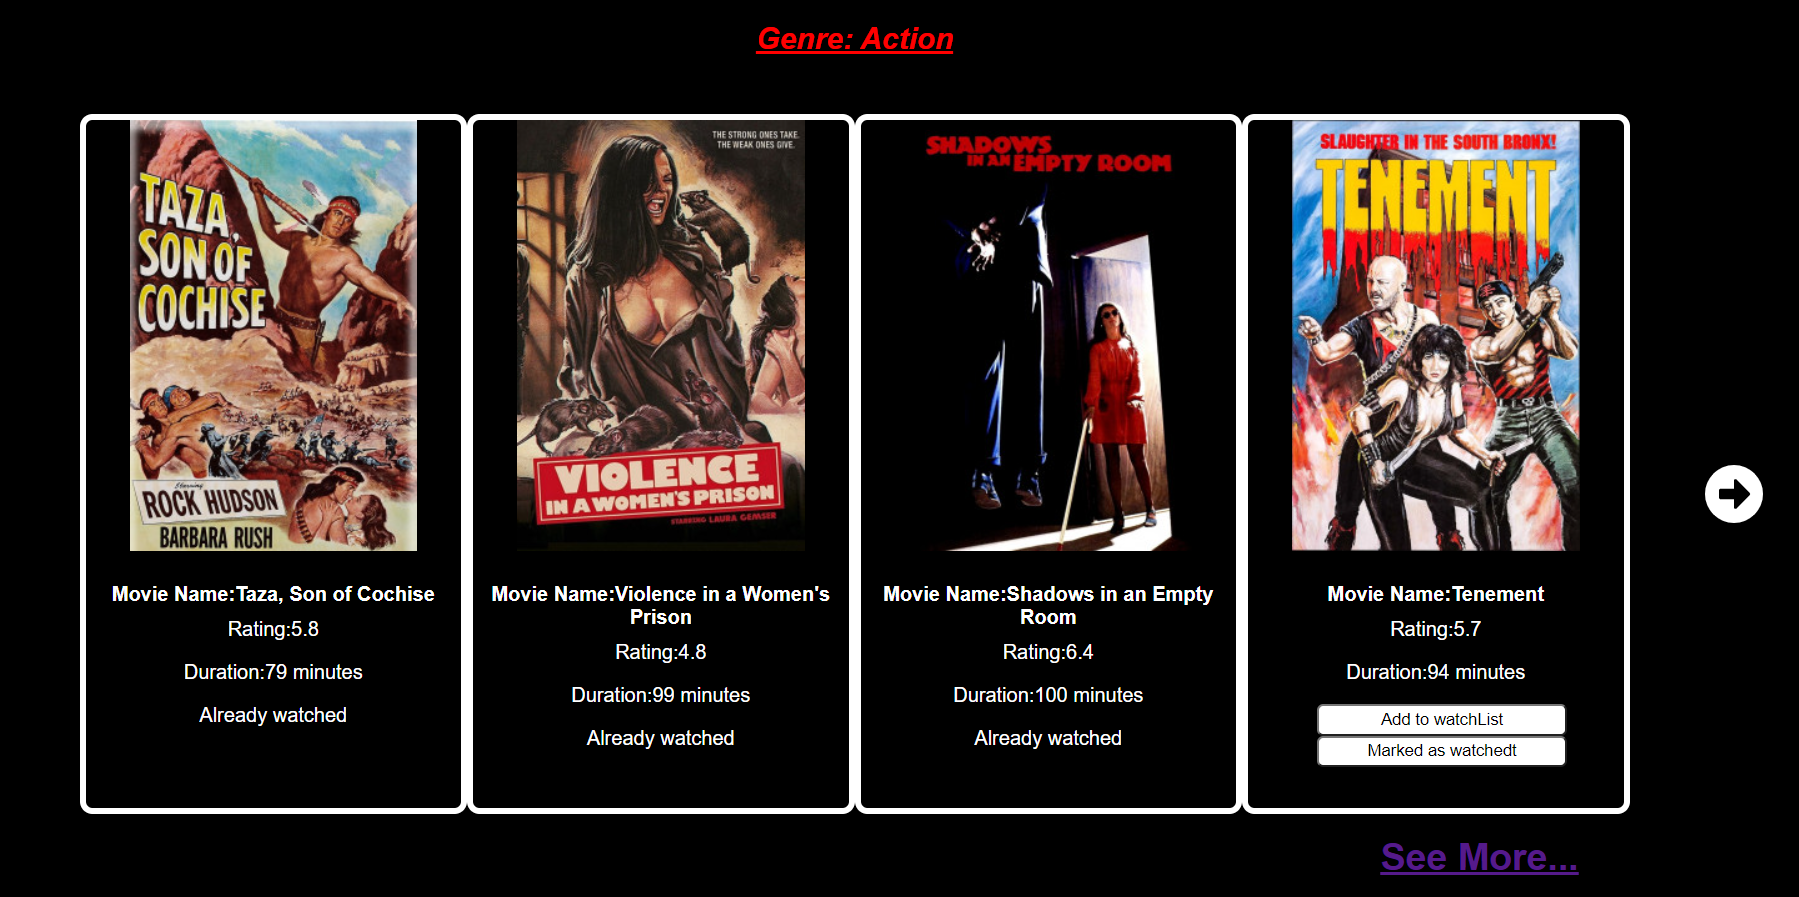 Genre: Action
TAZA,
SON OF
COCHISE
Starring
ROCK HUDSON
BARBARA RUSH
Movie Name:Taza, Son of Cochise
Rating:5.8
Duration:79 minutes
Already watched
THE STRONG ONES TAKE.
THE WEAK ONES GIVE.
VIOLENCE
IN A WOMEN'S PRISON
STARRING LAURA GEMSER
Movie Name:Violence in a Women's
Prison
Rating:4.8
Duration:99 minutes
Already watched
SHADOWS
IN AN EMPTY ROOM
Movie Name:Shadows in an Empty
Room
Rating:6.4
Duration:100 minutes
Already watched
SLAUGHTER IN THE SOUTH BRONX!
TENEMENT
Movie Name:Tenement
Rating:5.7
Duration:94 minutes
Add to watchList
Marked as watchedt
See More...